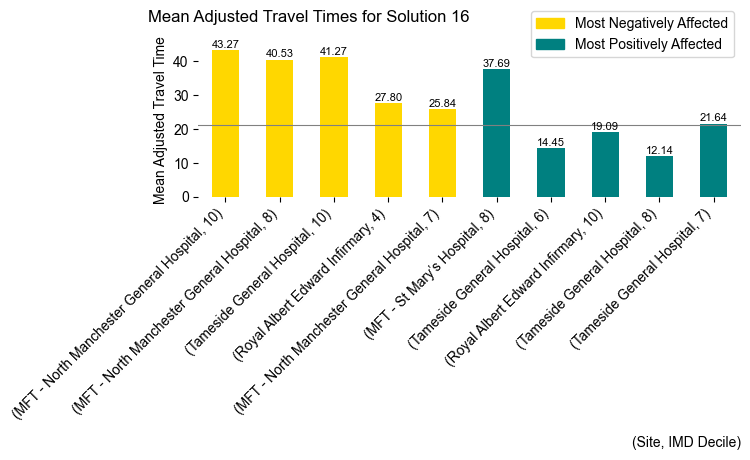 Mean Adjusted Travel Times for Solution 16
Most Negatively Affected
Most Positively Affected
Mean Adjusted Travel Time
40
30
20
10
0
43.27
40.53
41.27
27.80
25.84
37.69
14.45
19.09
12.14
21.64
(MFT - North Manchester General Hospital, 10)
(MFT - North Manchester General Hospital, 8)
(Tameside General Hospital, 10)
(Royal Albert Edward Infirmary, 4)
(MFT - North Manchester General Hospital, 7)
(MFT - St Mary's Hospital, 8)
(Tameside General Hospital, 6)
(Royal Albert Edward Infirmary, 10)
(Tameside General Hospital, 8)
(Tameside General Hospital, 7)
(Site, IMD Decile)